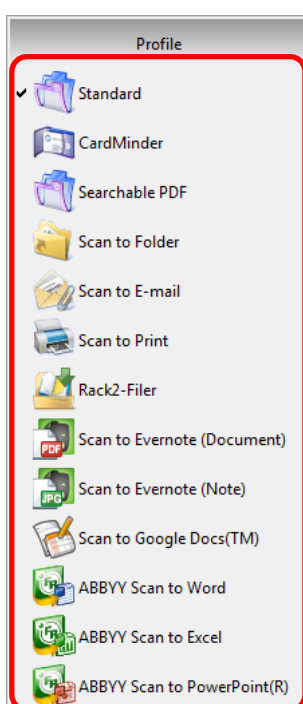 Profile
Standard
CardMinder
Searchable PDF
Scan to Folder
Scan to E-mail
Scan to Print
Rack2-Filer
PDF
Scan to Evernote (Document)
JPG
Scan to Evernote (Note)
Scan to Google Docs(TM)
ABBYY Scan to Word
ABBYY Scan to Excel
ABBYY Scan to PowerPoint(R)